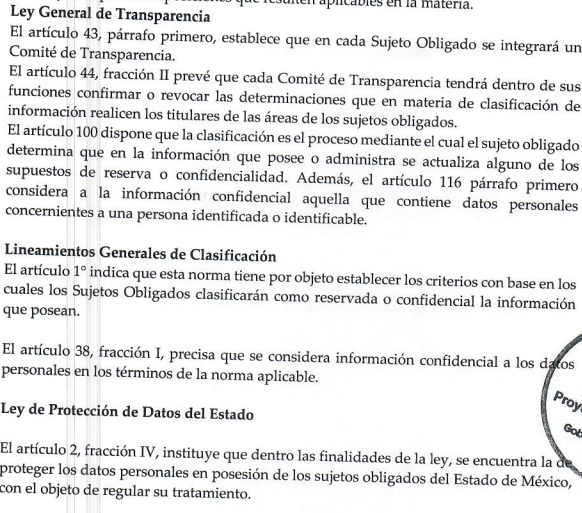 que resulten aplicables en la materia.
Ley General de Transparencia
El artículo 43, párrafo primero, establece que en cada Sujeto Obligado se integrará un
Comité de Transparencia.
El artículo 44, fracción II prevé que cada Comité de Transparencia tendrá dentro de sus
funciones confirmar o revocar las determinaciones que en materia de clasificación de
información realicen los titulares de las áreas de los sujetos obligados.
El artículo 100 dispone que la clasificación es el proceso mediante el cual el sujeto obligado
determina que en la información que posee o administra se actualiza alguno de los
supuestos de reserva o confidencialidad. Además, el artículo 116 párrafo primero
considera a la información confidencial aquella que contiene datos personales
concernientes a una persona identificada o identificable.
Lineamientos Generales de Clasificación
El artículo 1° indica que esta norma tiene por objeto establecer los criterios con base en los
cuales los Sujetos Obligados clasificarán como reservada o confidencial la información
que posean.
El artículo 38, fracción I, precisa que se considera información confidencial a los datos
personales en los términos de la norma aplicable.
Ley de Protección de Datos del Estado
El artículo 2, fracción IV, instituye que dentro las finalidades de la ley, se encuentra la de
proteger los datos personales en posesión de los sujetos obligados del Estado de México,
con el objeto de regular su tratamiento.